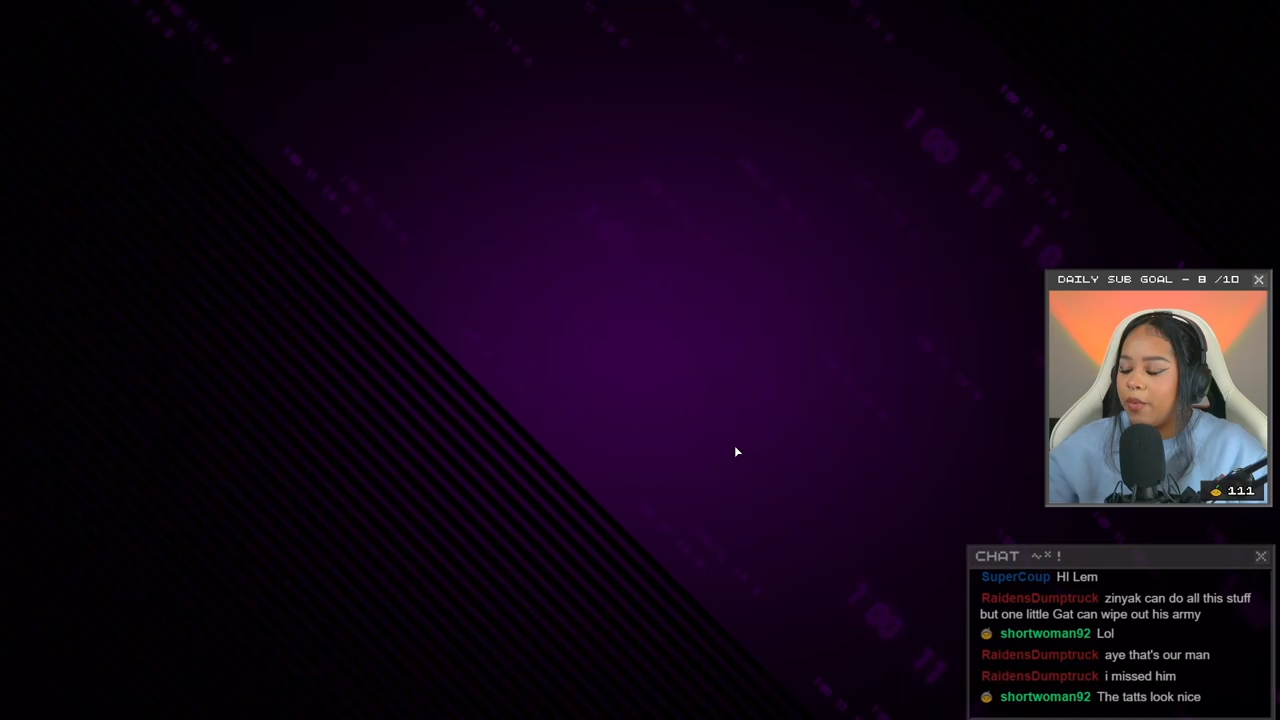 DAILY SUB GOAL - 8 /10
111
CHAT ~× !
SuperCoup HI Lem
RaidensDumptruck zinyak can do all this stuff
but one little Gat can wipe out his army
shortwoman92 Lol
RaidensDumptruck aye that's our man
RaidensDumptruck i missed him
shortwoman92 The tatts look nice